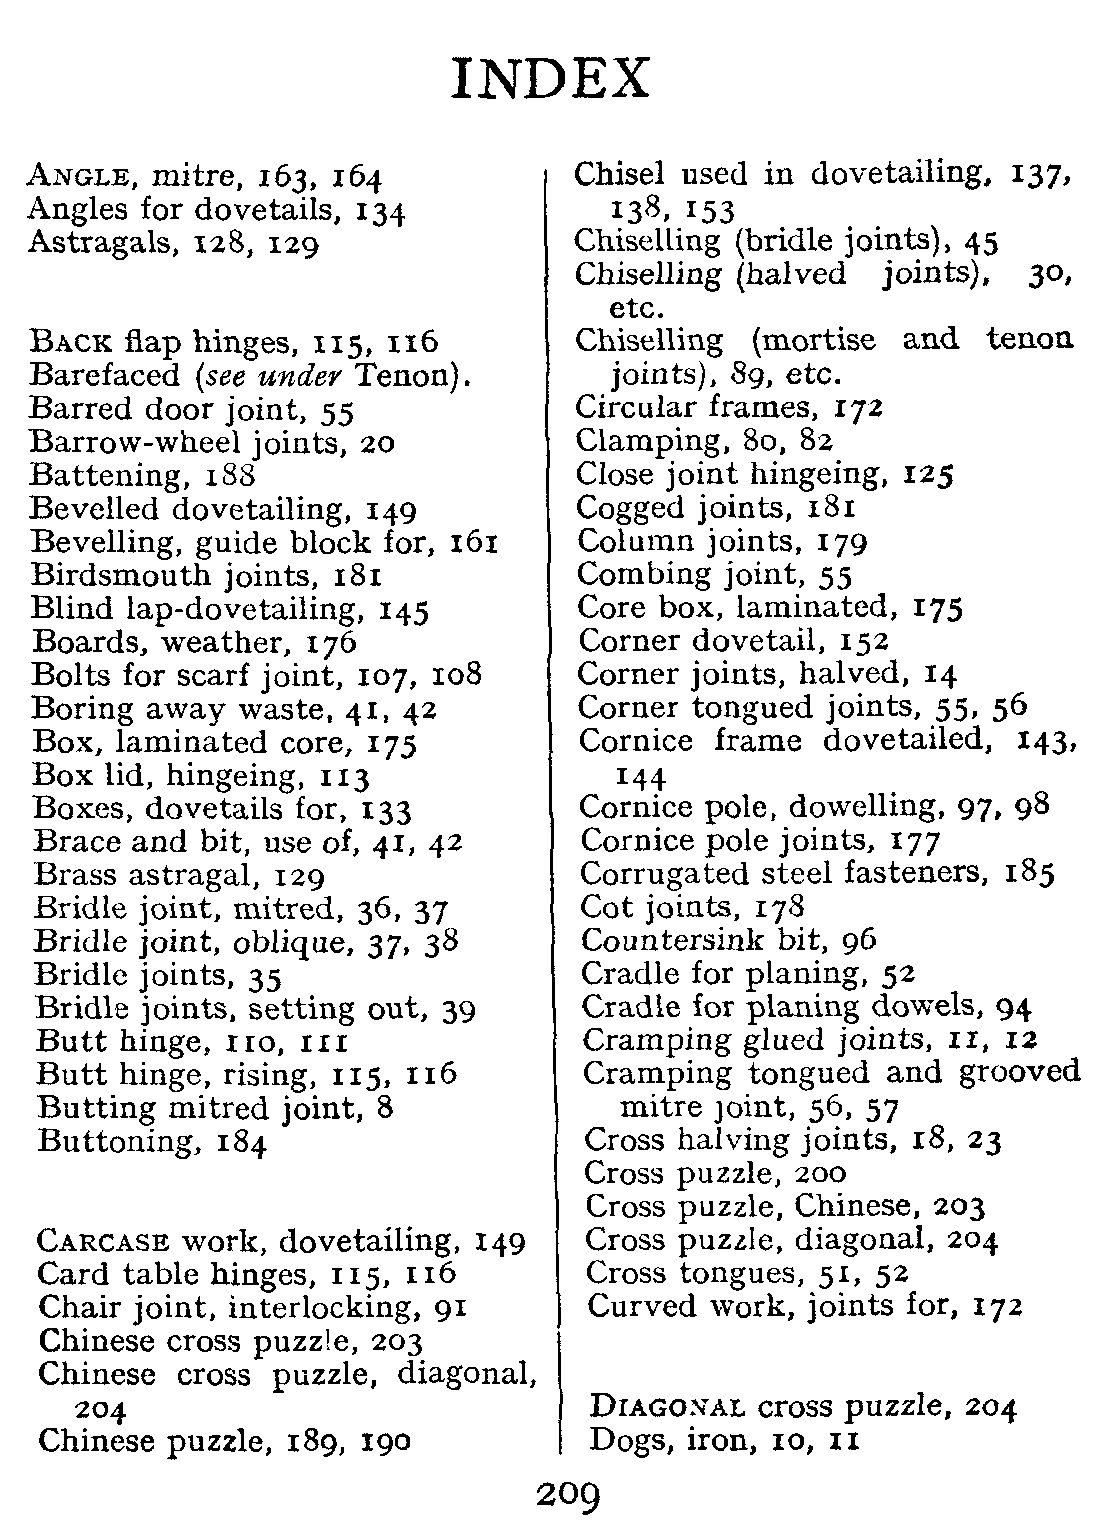 INDEX
ANGLE, mitre, 163, 164
Angles for dovetails, 134
Astragals, 128, 129
BACK flap hinges, 115, 116
Barefaced (see under Tenon).
Barred door joint, 55
Barrow-wheel joints, 20
Battening, 188
Bevelled dovetailing, 149
Bevelling, guide block for, 161
Birdsmouth joints, 181
Blind lap-dovetailing, 145
Boards, weather, 176
Bolts for scarf joint, 107, 108
Boring away waste, 41, 42
Box, laminated core, 175
Box lid, hingeing, 113
Boxes, dovetails for, 133
Brace and bit, use of, 41, 42
Brass astragal, 129
Bridle joint, mitred, 36, 37
Bridle joint, oblique, 37, 38
Bridle joints, 35
Bridle joints, setting out, 39
Butt hinge, 110, 111
Butt hinge, rising, 115, 116
Butting mitred joint, 8
Buttoning, 184
CARCASE work, dovetailing, 149
Card table hinges, 115, 116
Chair joint, interlocking, 91
Chinese cross puzzle, 203
Chinese cross puzzle, diagonal,
204
Chinese puzzle, 189, 190
Chisel used in dovetailing, 137,
138, 153
Chiselling (bridle joints), 45
Chiselling (halved joints), 30,
etc.
Chiselling (mortise and tenon
joints), 89, etc.
Circular frames, 172
Clamping, 80, 82
Close joint hingeing, 125
Cogged joints, 181
Column joints, 179
Combing joint, 55
Core box, laminated, 175
Corner dovetail, 152
Corner joints, halved, 14
Corner tongued joints, 55, 56
Cornice frame dovetailed, 143,
144
Cornice pole, dowelling, 97, 98
Cornice pole joints, 177
Corrugated steel fasteners, 185
Cot joints, 178
Countersink bit, 96
Cradle for planing, 52
Cradle for planing dowels, 94
Cramping glued joints, 11, 12
Cramping tongued and grooved
mitre joint, 56, 57
Cross halving joints, 18, 23
Cross puzzle, 200
Cross puzzle, Chinese, 203
Cross puzzle, diagonal, 204
Cross tongues, 51, 52
Curved work, joints for, 172
DIAGONAL cross puzzle, 204
Dogs, iron, 10, 11
209